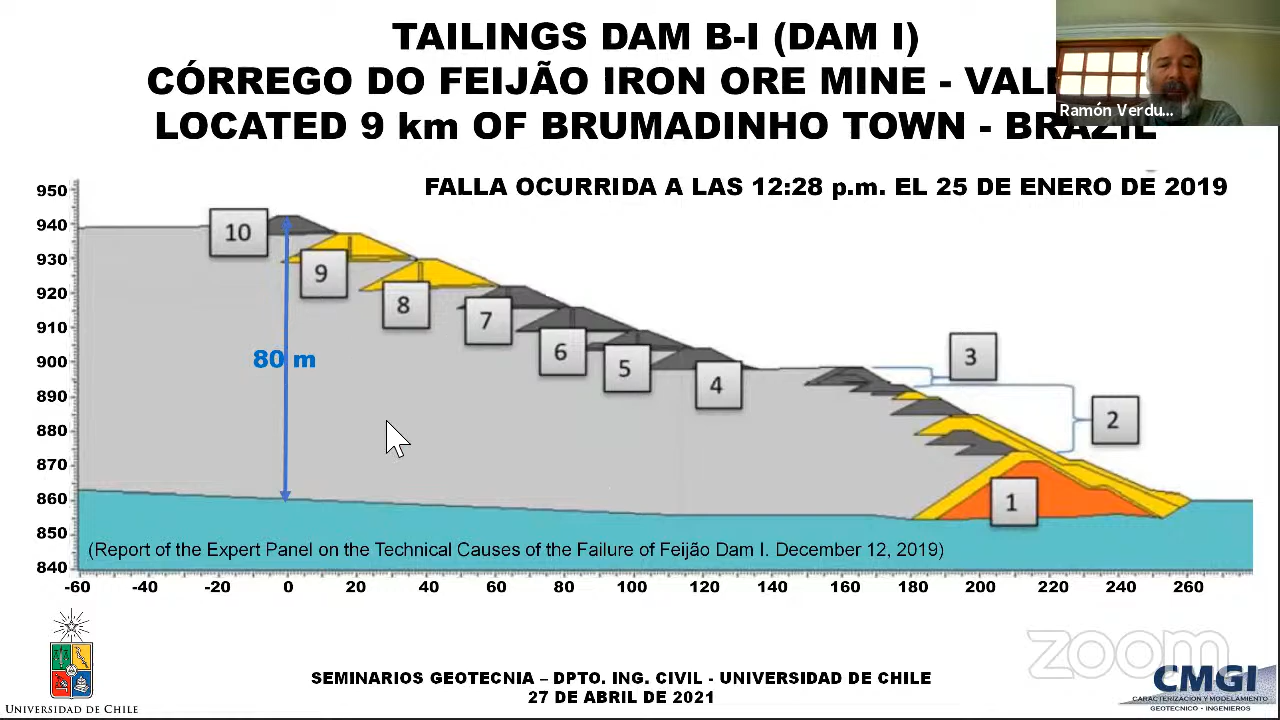 TAILINGS DAM B-I (DAM I)
CÓRREGO DO FEIJÃO IRON ORE MINE - VALE
LOCATED 9 km OF BRUMADINHO TOWN - BRAZIL
Ramón Verdu...
FALLA OCURRIDA A LAS 12:28 p.m. EL 25 DE ENERO DE 2019
950
940
930
920
910
900
890
880
870
860
850
840
10
9
8
7
6
5
4
3
2
1
80 m
(Report of the Expert Panel on the Technical Causes of the Failure of Feijão Dam I. December 12, 2019)
-60 -40 -20 0 20 40 60 80 100 120 140 160 180 200 220 240 260
UNIVERSIDAD DE CHILE
SEMINARIOS GEOTECNIA – DPTO. ING. CIVIL - UNIVERSIDAD DE CHILE
27 DE ABRIL DE 2021
zoom
CMGI
CARACTERIZACION Y MODELAMIENTO
GEOTECNICO - INGENIEROS